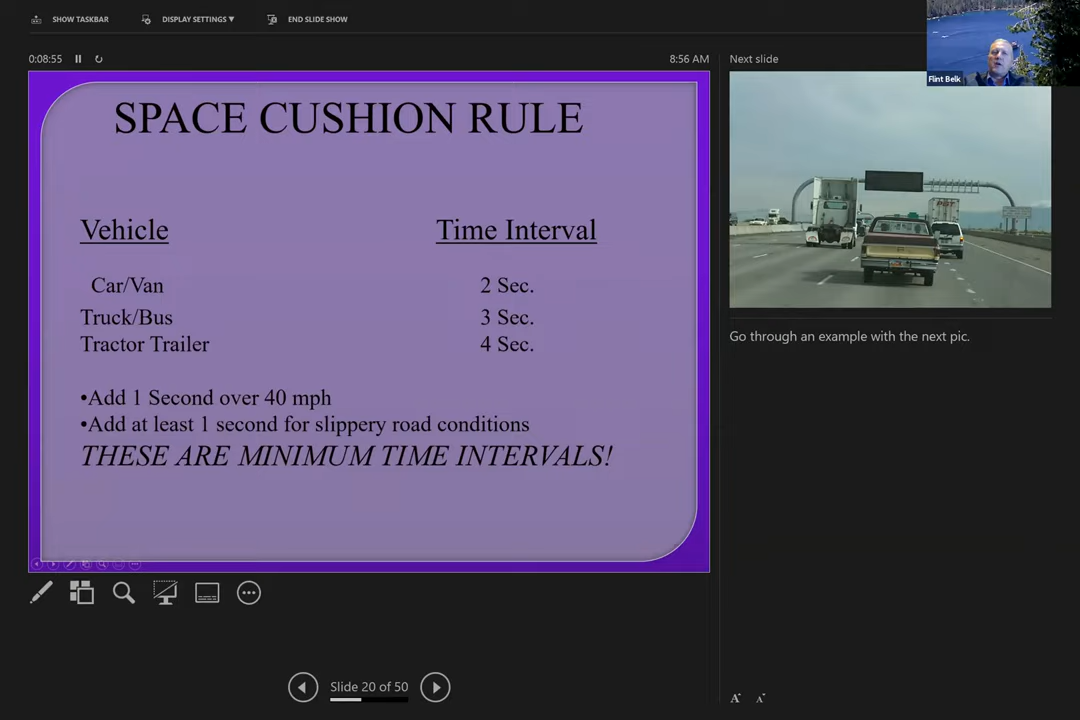 SHOW TASKBAR DISPLAY SETTINGS ▼ END SLIDE SHOW
0:08:55 8:56 AM Next slide
Flint Belk
SPACE CUSHION RULE
Vehicle Time Interval
Car/Van 2 Sec.
Truck/Bus 3 Sec.
Tractor Trailer 4 Sec.
•Add 1 Second over 40 mph
•Add at least 1 second for slippery road conditions
THESE ARE MINIMUM TIME INTERVALS!
Go through an example with the next pic.
Slide 20 of 50
A A